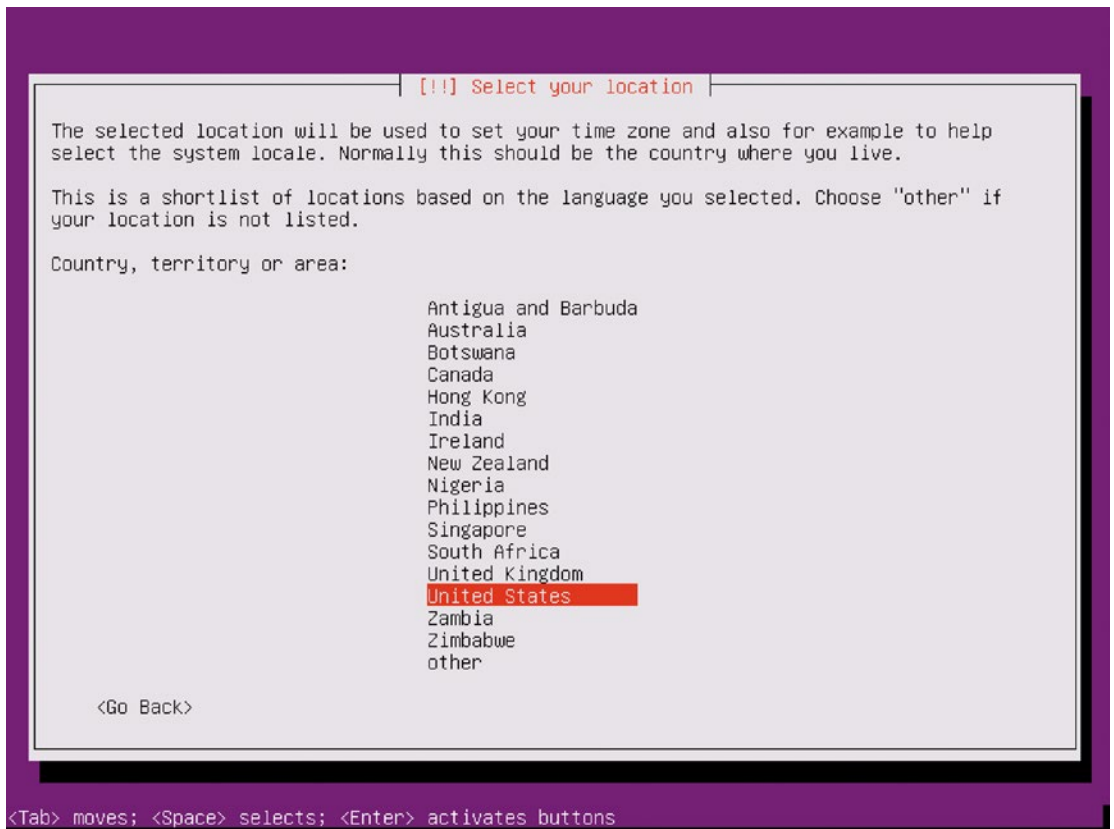 [!!] Select your location
The selected location will be used to set your time zone and also for example to help
select the system locale. Normally this should be the country where you live.
This is a shortlist of locations based on the language you selected. Choose "other" if
your location is not listed.
Country, territory or area:
Antigua and Barbuda
Australia
Botswana
Canada
Hong Kong
India
Ireland
New Zealand
Nigeria
Philippines
Singapore
South Africa
United Kingdom
United States
Zambia
Zimbabwe
other
<Go Back>
<Tab> moves; <Space> selects; <Enter> activates buttons